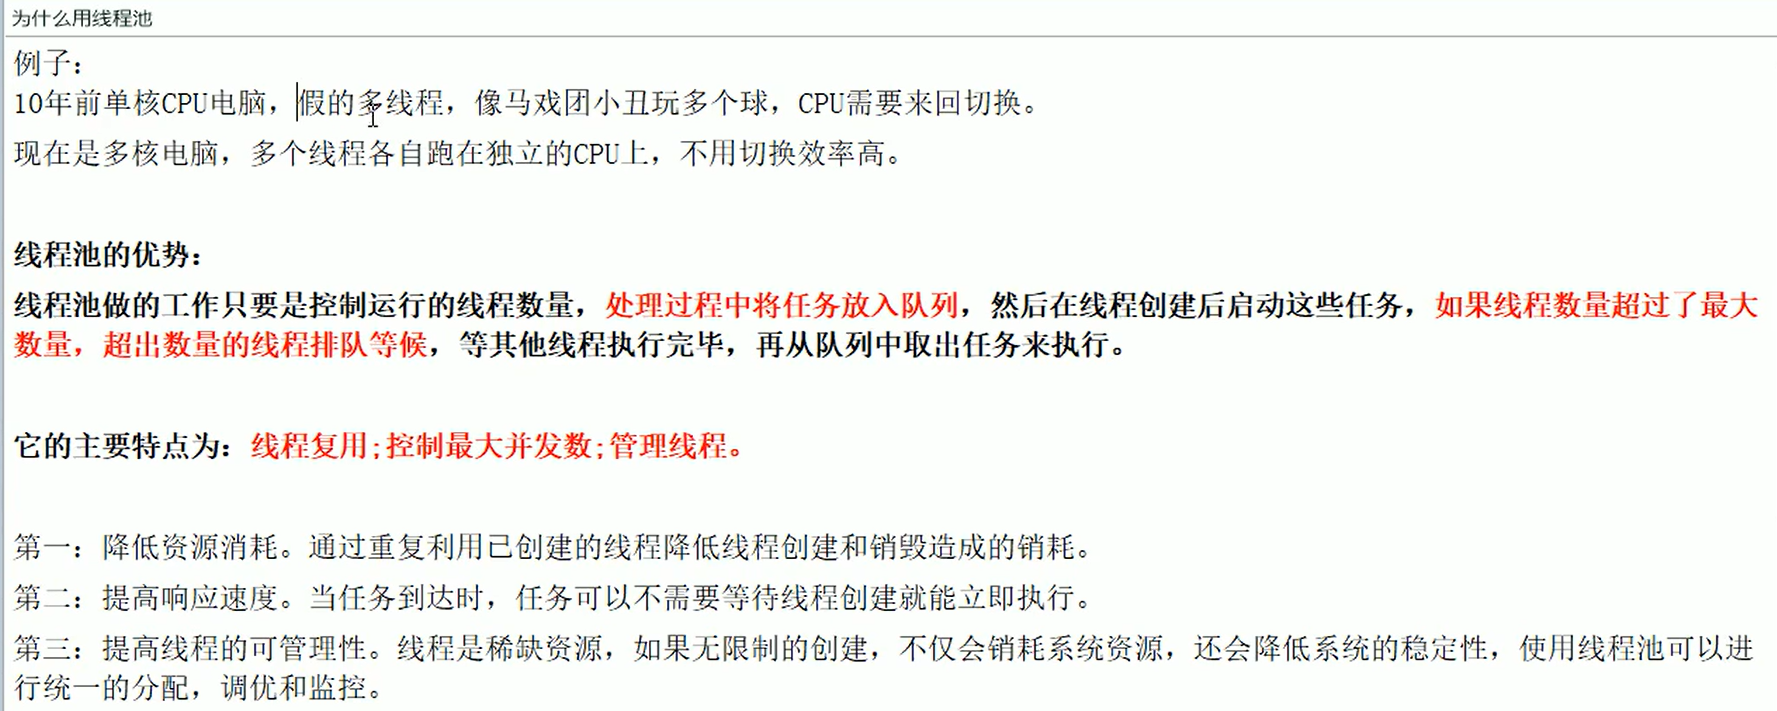 为什么用线程池
例子：
10年前单核CPU电脑，假的多线程，像马戏团小丑玩多个球，CPU需要来回切换。
现在是多核电脑，多个线程各自跑在独立的CPU上，不用切换效率高。
线程池的优势：
线程池做的工作只要是控制运行的线程数量，处理过程中将任务放入队列，然后在线程创建后启动这些任务，如果线程数量超过了最大
数量，超出数量的线程排队等候，等其他线程执行完毕，再从队列中取出任务来执行。
它的主要特点为：线程复用;控制最大并发数;管理线程。
第一：降低资源消耗。通过重复利用已创建的线程降低线程创建和销毁造成的销耗。
第二：提高响应速度。当任务到达时，任务可以不需要等待线程创建就能立即执行。
第三：提高线程的可管理性。线程是稀缺资源，如果无限制的创建，不仅会销耗系统资源，还会降低系统的稳定性，使用线程池可以进
行统一的分配，调优和监控。